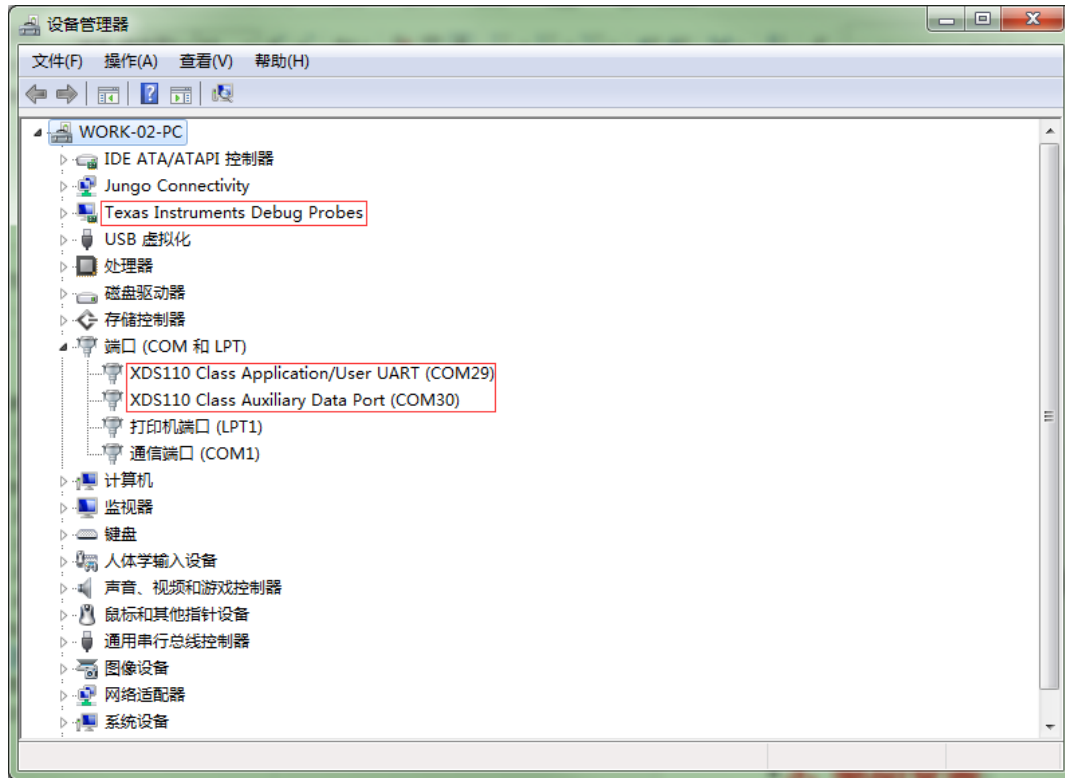 设备管理器
文件(F) 操作(A) 查看(V) 帮助(H)
WORK-02-PC
IDE ATA/ATAPI 控制器
Jungo Connectivity
Texas Instruments Debug Probes
USB 虚拟化
处理器
磁盘驱动器
存储控制器
端口 (COM 和 LPT)
XDS110 Class Application/User UART (COM29)
XDS110 Class Auxiliary Data Port (COM30)
打印机端口 (LPT1)
通信端口 (COM1)
计算机
监视器
键盘
人体学输入设备
声音、视频和游戏控制器
鼠标和其他指针设备
通用串行总线控制器
图像设备
网络适配器
系统设备